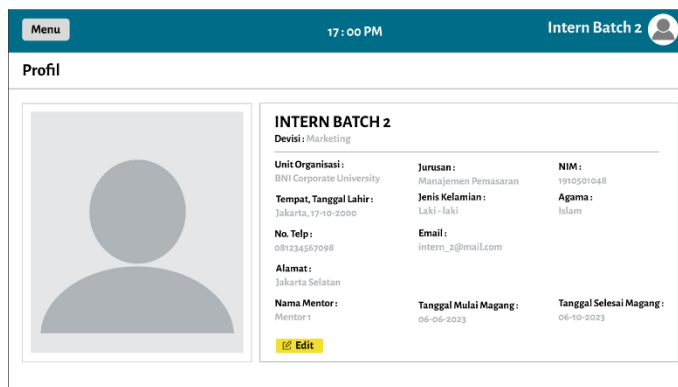 Menu
17 : 00 PM
Intern Batch 2
Profil
INTERN BATCH 2
Devisi : Marketing
Unit Organisasi :
BNI Corporate University
Jurusan :
Manajemen Pemasaran
NIM :
1910501048
Tempat, Tanggal Lahir :
Jakarta, 17-10-2000
Jenis Kelamian :
Laki - laki
Agama :
Islam
No. Telp :
081234567098
Email :
intern_2@mail.com
Alamat :
Jakarta Selatan
Nama Mentor :
Mentor 1
Tanggal Mulai Magang :
06-06-2023
Tanggal Selesai Magang :
06-10-2023
Edit